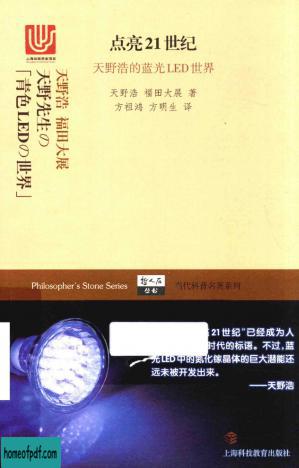 点亮21世纪
天野浩的蓝光LED世界
天野浩 福田大展 著
方祖鸿 方明生 译
天野浩 福田大展
天野先生の
「青色LEDの世界」
Philosopher's Stone Series
哲人石
丛书
当代科普名著系列
21世纪”已经成为人
时代的标语。不过,蓝
光LED中的氮化镓晶体的巨大潜能还
远未被开发出来。
——天野浩
上海科技教育出版社
homeofpdf.com